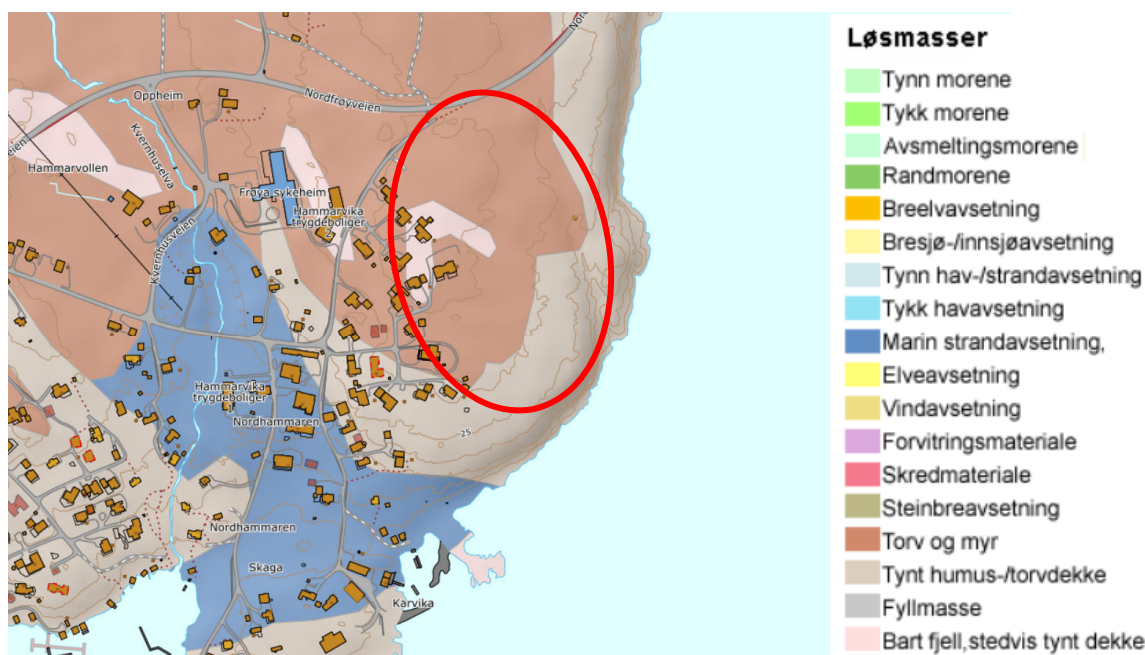 Nordfrøyveien
Oppheim
Kvernhuselva
Hammarvollen
Frøya sykeheim
Hammarvika
trygdeboliger
Kvernhusveien
Hammarvika
trygdeboliger
Nordhammaren
25
Nordhammaren
Skaga
Karvika
Løsmasser
Tynn morene
Tykk morene
Avsmeltingsmorene
Randmorene
Breelvavsetning
Bresjø-/innsjøavsetning
Tynn hav-/strandavsetning
Tykk havavsetning
Marin strandavsetning,
Elveavsetning
Vindavsetning
Forvitringsmateriale
Skredmateriale
Steinbreavsetning
Torv og myr
Tynt humus-/torvdekke
Fyllmasse
Bart fjell,stedvis tynt dekke